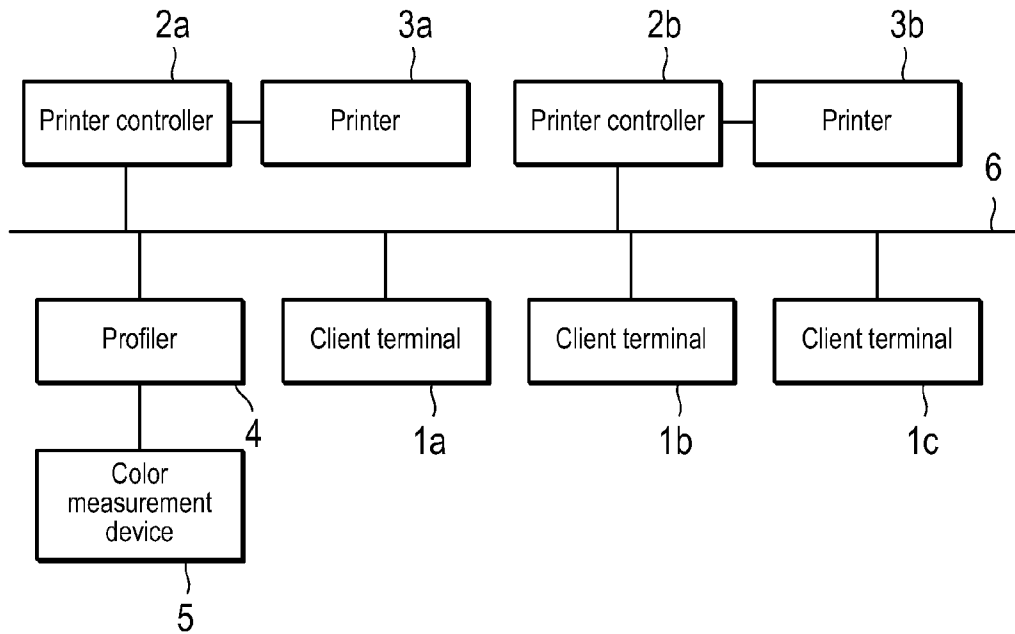 2a
3a
2b
3b
Printer controller
Printer
Printer controller
Printer
6
Profiler
Client terminal
Client terminal
Client terminal
4
1a
1b
1c
Color
measurement
device
5